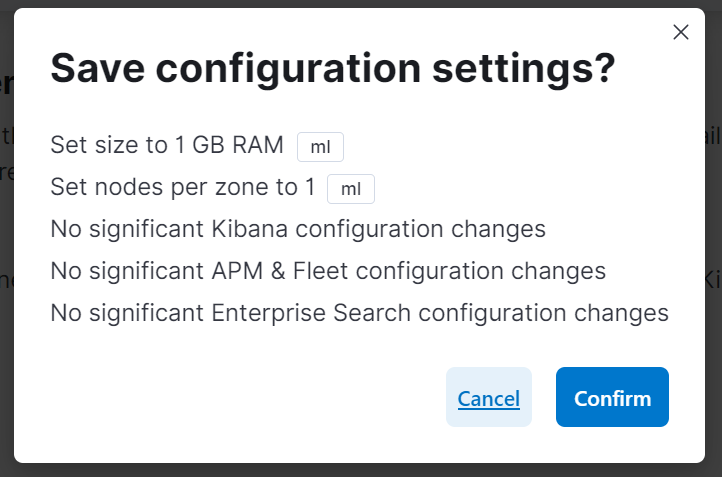 Save configuration settings?
Set size to 1 GB RAM ml
Set nodes per zone to 1 ml
No significant Kibana configuration changes
No significant APM & Fleet configuration changes
No significant Enterprise Search configuration changes
Cancel Confirm